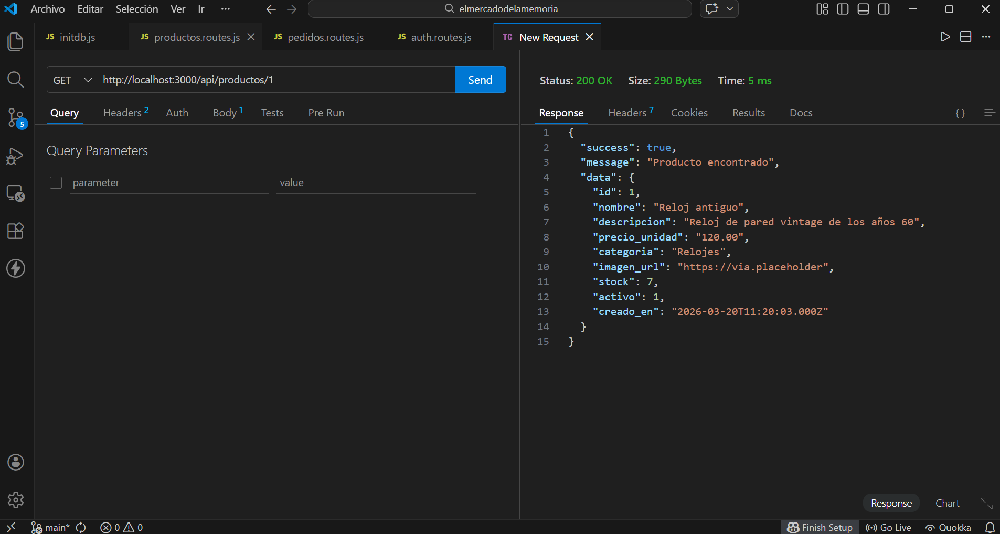 Archivo Editar Selección Ver Ir ··· elmercadodelamemoria
JS initdb.js JS productos.routes.js JS pedidos.routes.js JS auth.routes.js TC New Request
GET http://localhost:3000/api/productos/1 Send
Query Headers 2 Auth Body 1 Tests Pre Run
Query Parameters
parameter value
5
Status: 200 OK Size: 290 Bytes Time: 5 ms
Response Headers 7 Cookies Results Docs { }
1 {
2 "success": true,
3 "message": "Producto encontrado",
4 "data": {
5 "id": 1,
6 "nombre": "Reloj antiguo",
7 "descripcion": "Reloj de pared vintage de los años 60",
8 "precio_unidad": "120.00",
9 "categoria": "Relojes",
10 "imagen_url": "https://via.placeholder",
11 "stock": 7,
12 "activo": 1,
13 "creado_en": "2026-03-20T11:20:03.000Z"
14 }
15 }
Response Chart
main* 0 0 Finish Setup Go Live Quokka